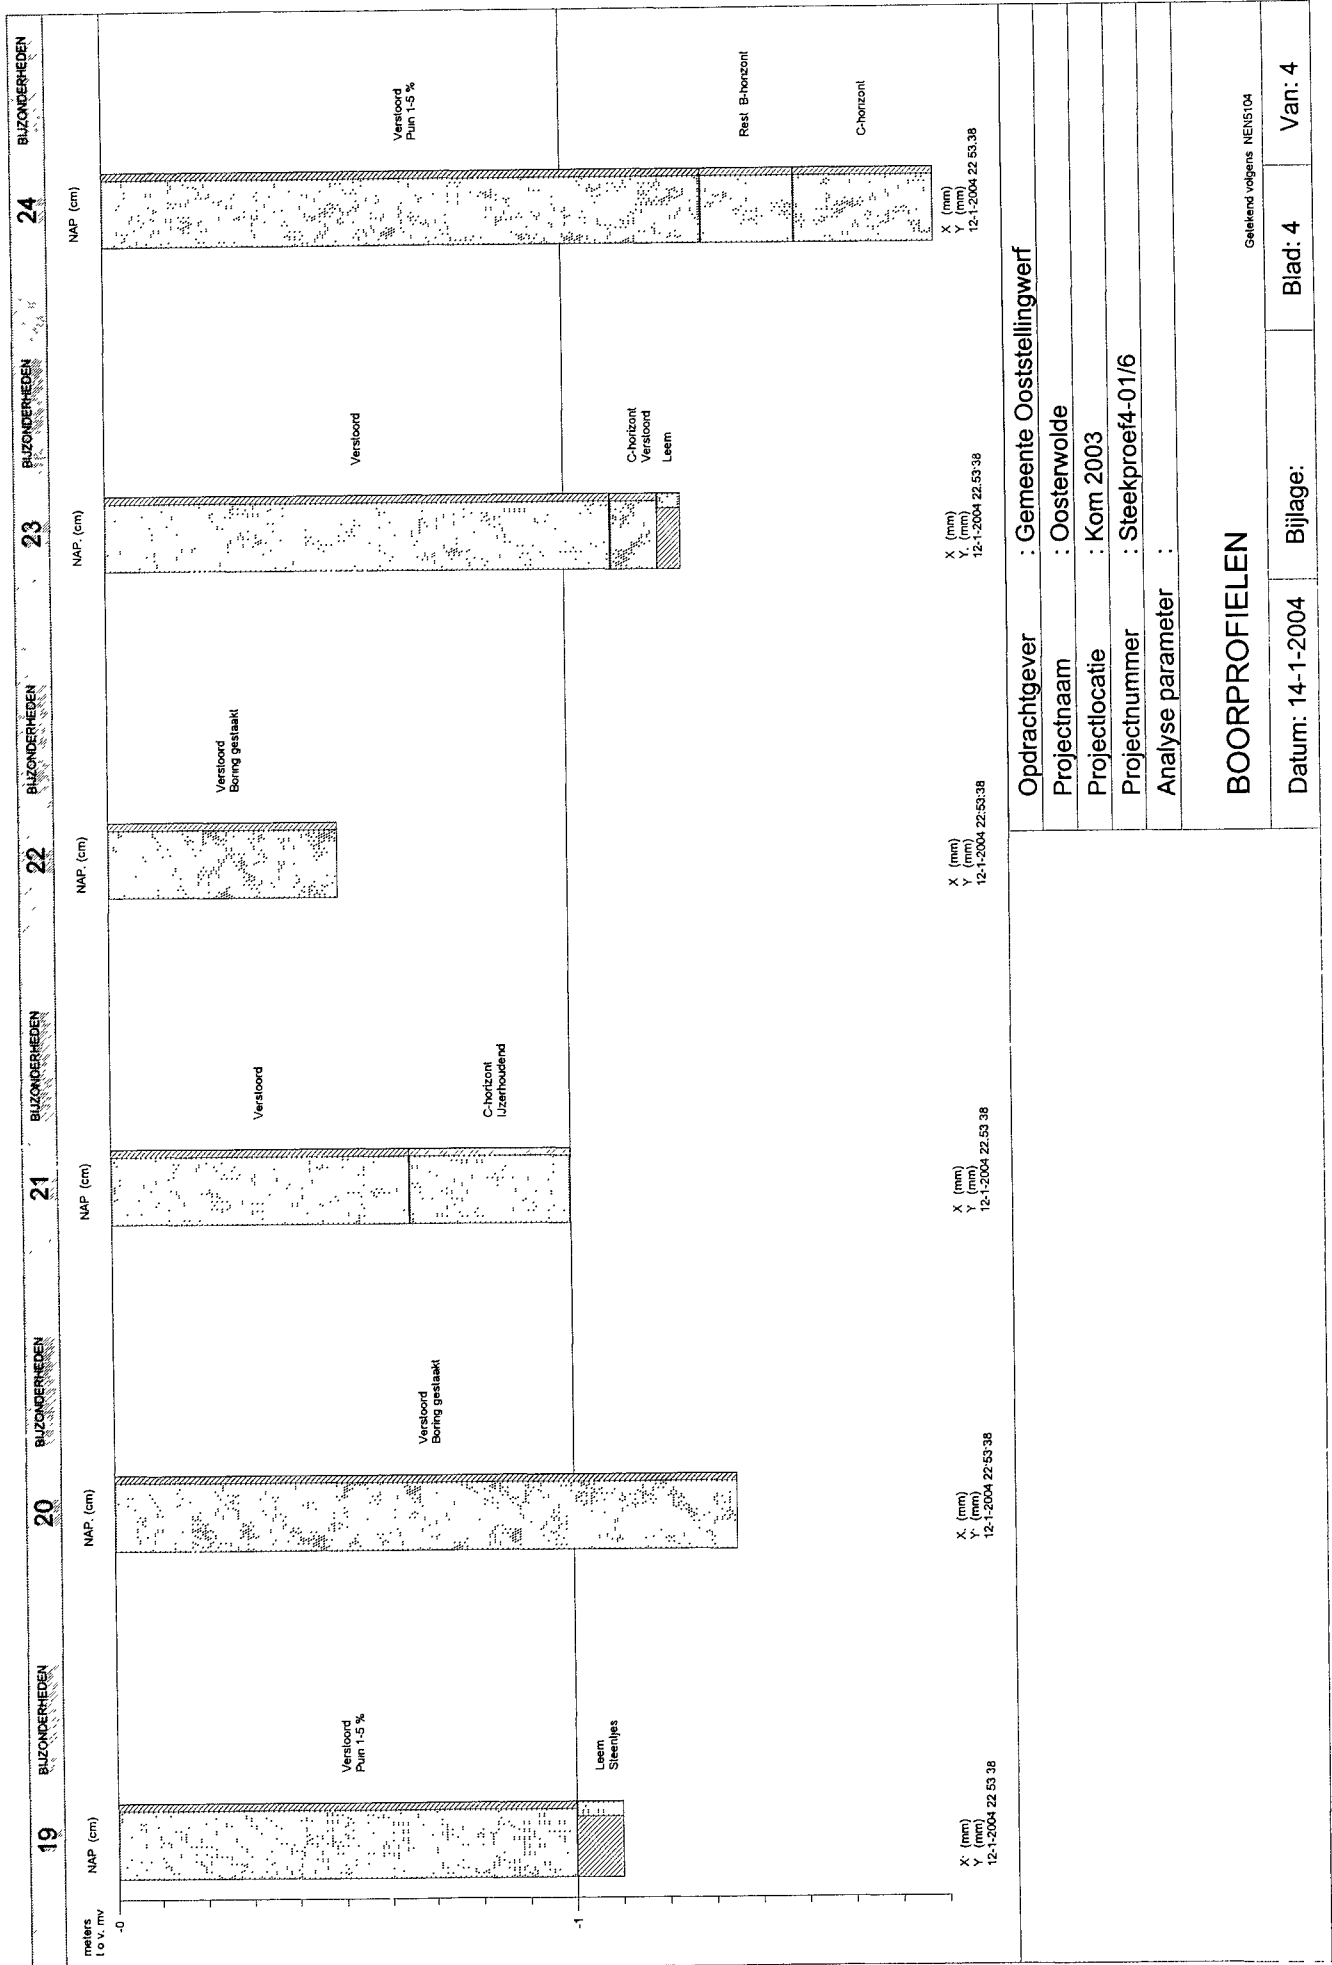 19 BIJZONDERHEDEN 20 BIJZONDERHEDEN 21 BIJZONDERHEDEN 22 BIJZONDERHEDEN 23 BIJZONDERHEDEN 24 BIJZONDERHEDEN
meters
t o v. mv
-0
-1
NAP (cm)
Verstoord
Puin 1-5 %
Leem
Steentjes
X· (mm)
Y (mm)
12-1-2004 22 53 38
NAP. (cm)
Verstoord
Boring gestaakt
X. (mm)
Y· (mm)
12-1-2004 22:53:38
NAP (cm)
Verstoord
C-horizont
IJzerhoudend
X (mm)
Y (mm)
12-1-2004 22.53 38
NAP. (cm)
Verstoord
Boring gestaakt
X (mm)
Y (mm)
12-1-2004 22:53:38
NAP. (cm)
Verstoord
C-horizont
Verstoord
Leem
X (mm)
Y. (mm)
12-1-2004 22.53:38
NAP (cm)
Verstoord
Puin 1-5 %
Rest B-horizont
C-horizont
X (mm)
Y (mm)
12-1-2004 22 53.38
Opdrachtgever : Gemeente Ooststellingwerf
Projectnaam : Oosterwolde
Projectlocatie : Kom 2003
Projectnummer : Steekproef4-01/6
Analyse parameter :
BOORPROFIELEN
Getekend volgens NEN5104
Datum: 14-1-2004 Bijlage: Blad: 4 Van: 4